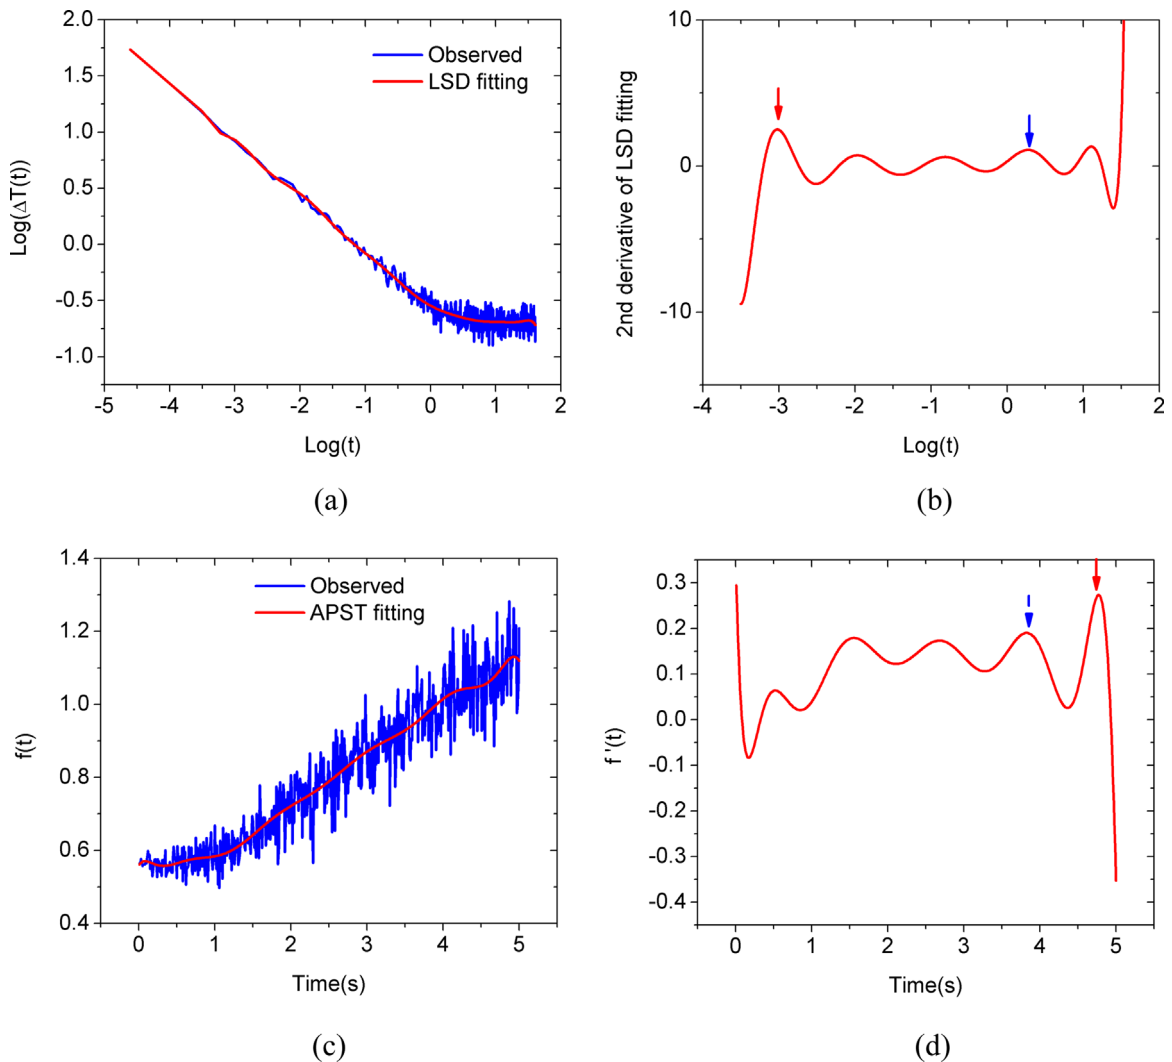 2.0
1.5
1.0
0.5
0.0
-0.5
-1.0
Log(ΔT(t))
Observed
LSD fitting
-5 -4 -3 -2 -1 0 1 2
Log(t)
(a)
10
0
-10
2nd derivative of LSD fitting
-4 -3 -2 -1 0 1 2
Log(t)
(b)
1.4
1.2
1.0
0.8
0.6
0.4
f(t)
Observed
APST fitting
0 1 2 3 4 5
Time(s)
(c)
0.3
0.2
0.1
0.0
-0.1
-0.2
-0.3
-0.4
f '(t)
0 1 2 3 4 5
Time(s)
(d)